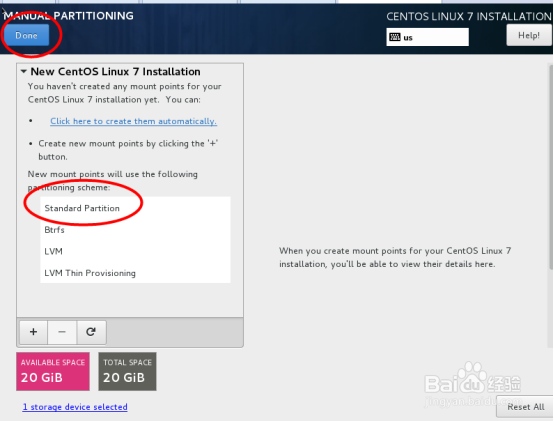 MANUAL PARTITIONING
CENTOS LINUX 7 INSTALLATION
Done
us
Help!
New CentOS Linux 7 Installation
You haven't created any mount points for your
CentOS Linux 7 installation yet. You can:
• Click here to create them automatically.
• Create new mount points by clicking the '+'
button.
New mount points will use the following
partitioning scheme:
Standard Partition
Btrfs
LVM
LVM Thin Provisioning
When you create mount points for your CentOS Linux 7
installation, you'll be able to view their details here.
+ −
AVAILABLE SPACE
20 GiB
TOTAL SPACE
20 GiB
1 storage device selected
Reset All
Baidu 经验
jingyan.baidu.com